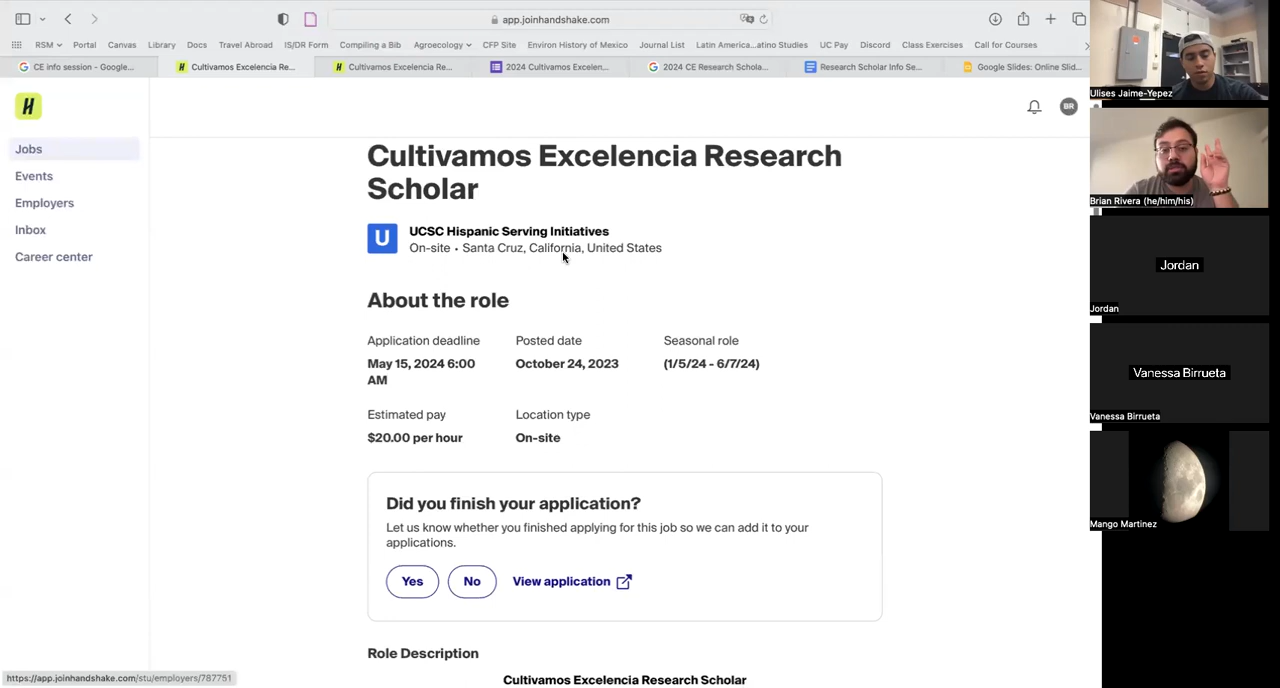 app.joinhandshake.com
RSM
Portal
Canvas
Library
Docs
Travel Abroad
IS/DR Form
Compiling a Bib
Agroecology
CFP Site
Environ History of Mexico
Journal List
Latin America...atino Studies
UC Pay
Discord
Class Exercises
Call for Courses
CE info session - Google...
Cultivamos Excelencia Re...
Cultivamos Excelencia Re...
2024 Cultivamos Excelen...
2024 CE Research Schola...
Research Scholar Info Se...
Google Slides: Online Slid...
H
BR
Jobs
Events
Employers
Inbox
Career center
Cultivamos Excelencia Research
Scholar
U
UCSC Hispanic Serving Initiatives
On-site • Santa Cruz, California, United States
About the role
Application deadline
May 15, 2024 6:00
AM
Posted date
October 24, 2023
Seasonal role
(1/5/24 - 6/7/24)
Estimated pay
$20.00 per hour
Location type
On-site
Did you finish your application?
Let us know whether you finished applying for this job so we can add it to your
applications.
Yes
No
View application
Role Description
Cultivamos Excelencia Research Scholar
https://app.joinhandshake.com/stu/employers/787751
Ulises Jaime-Yepez
Brian Rivera (he/him/his)
Jordan
Jordan
Vanessa Birrueta
Vanessa Birrueta
Mango Martinez